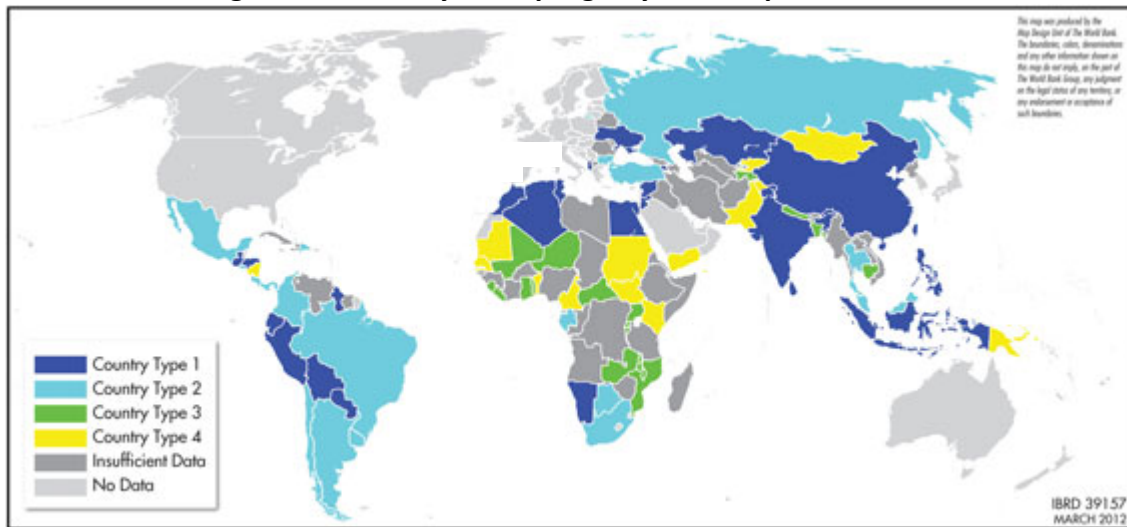 This map was produced by the
Map Design Unit of The World Bank.
The boundaries, colors, denominations
and any other information shown on
this map do not imply, on the part of
The World Bank Group, any judgment
on the legal status of any territory, or
any endorsement or acceptance of
such boundaries.
Country Type 1
Country Type 2
Country Type 3
Country Type 4
Insufficient Data
No Data
IBRD 39157
MARCH 2012